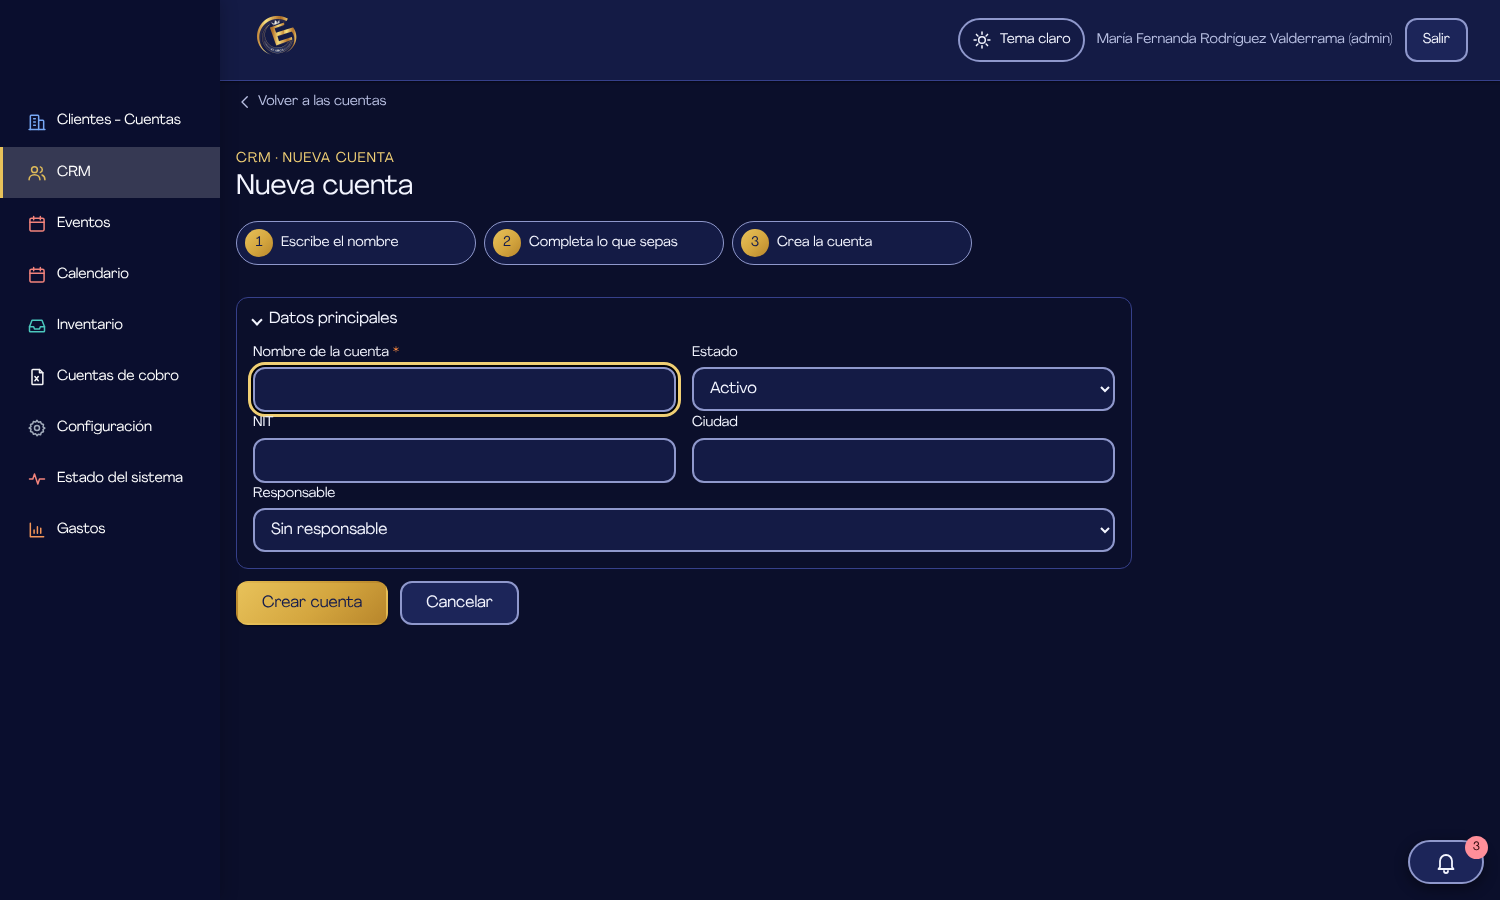 Tema claro
María Fernanda Rodríguez Valderrama (admin)
Salir
Clientes - Cuentas
CRM
Eventos
Calendario
Inventario
Cuentas de cobro
Configuración
Estado del sistema
Gastos
Volver a las cuentas
CRM · NUEVA CUENTA
Nueva cuenta
1 Escribe el nombre
2 Completa lo que sepas
3 Crea la cuenta
Datos principales
Nombre de la cuenta *
Estado
Activo
NIT
Ciudad
Responsable
Sin responsable
Crear cuenta
Cancelar
3